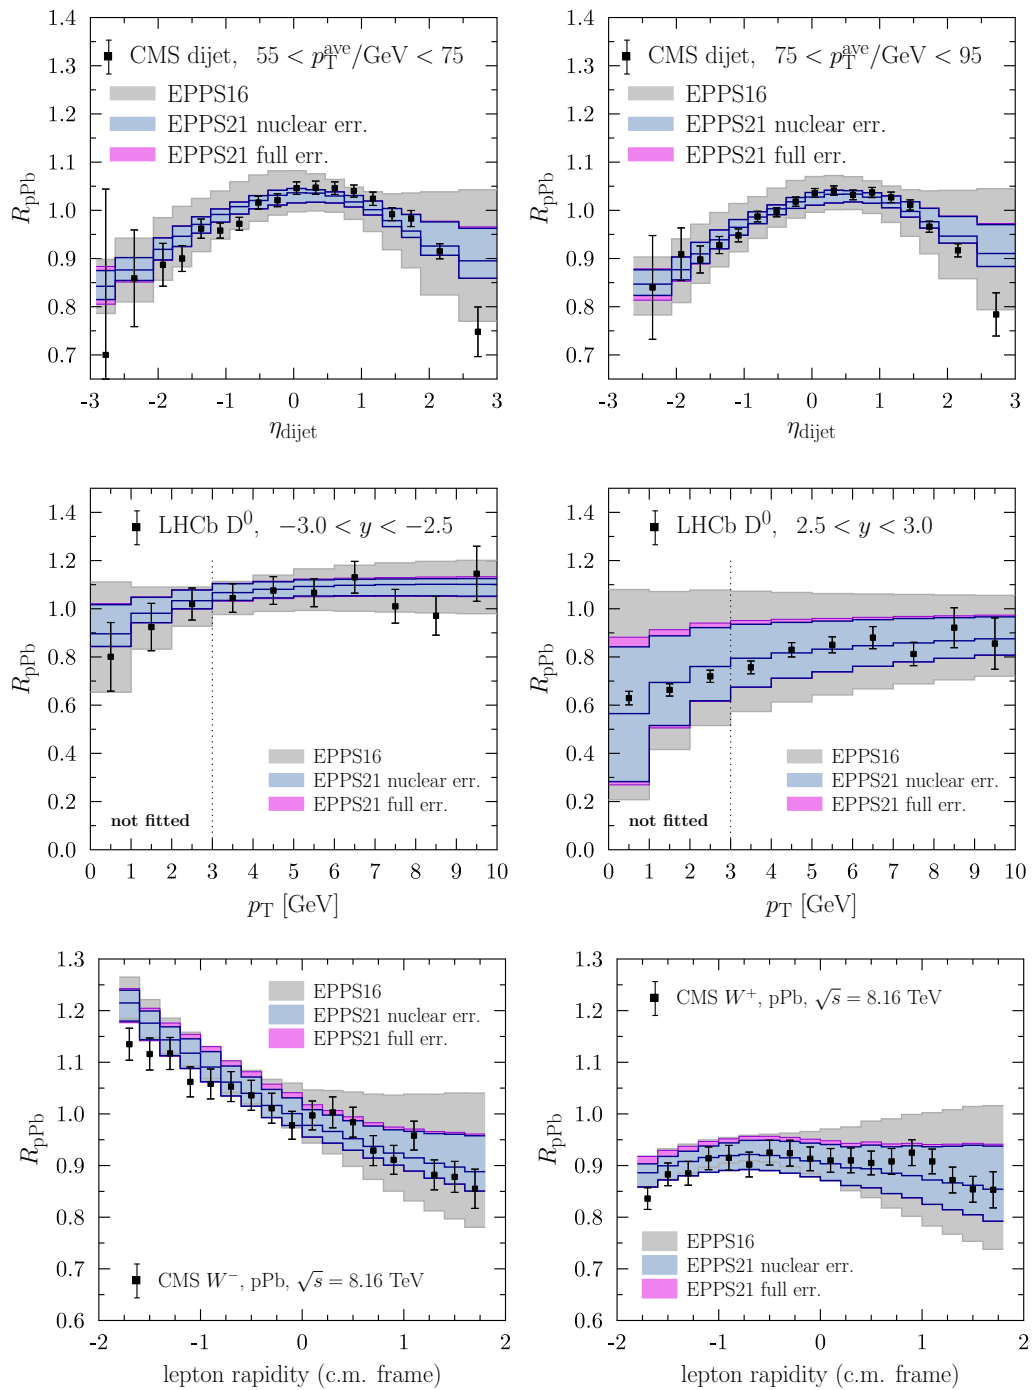 CMS dijet, 55 < p_T^ave/GeV < 75
EPPS16
EPPS21 nuclear err.
EPPS21 full err.
R_pPb
1.4
1.3
1.2
1.1
1.0
0.9
0.8
0.7
-3 -2 -1 0 1 2 3
η_dijet
CMS dijet, 75 < p_T^ave/GeV < 95
EPPS16
EPPS21 nuclear err.
EPPS21 full err.
R_pPb
1.4
1.3
1.2
1.1
1.0
0.9
0.8
0.7
-3 -2 -1 0 1 2 3
η_dijet
LHCb D⁰, −3.0 < y < −2.5
R_pPb
1.4
1.2
1.0
0.8
0.6
0.4
0.2
0.0
EPPS16
EPPS21 nuclear err.
EPPS21 full err.
not fitted
0 1 2 3 4 5 6 7 8 9 10
p_T [GeV]
LHCb D⁰, 2.5 < y < 3.0
R_pPb
1.4
1.2
1.0
0.8
0.6
0.4
0.2
0.0
EPPS16
EPPS21 nuclear err.
EPPS21 full err.
not fitted
0 1 2 3 4 5 6 7 8 9 10
p_T [GeV]
EPPS16
EPPS21 nuclear err.
EPPS21 full err.
R_pPb
1.3
1.2
1.1
1.0
0.9
0.8
0.7
0.6
CMS W⁻, pPb, √s = 8.16 TeV
-2 -1 0 1 2
lepton rapidity (c.m. frame)
CMS W⁺, pPb, √s = 8.16 TeV
R_pPb
1.3
1.2
1.1
1.0
0.9
0.8
0.7
0.6
EPPS16
EPPS21 nuclear err.
EPPS21 full err.
-2 -1 0 1 2
lepton rapidity (c.m. frame)